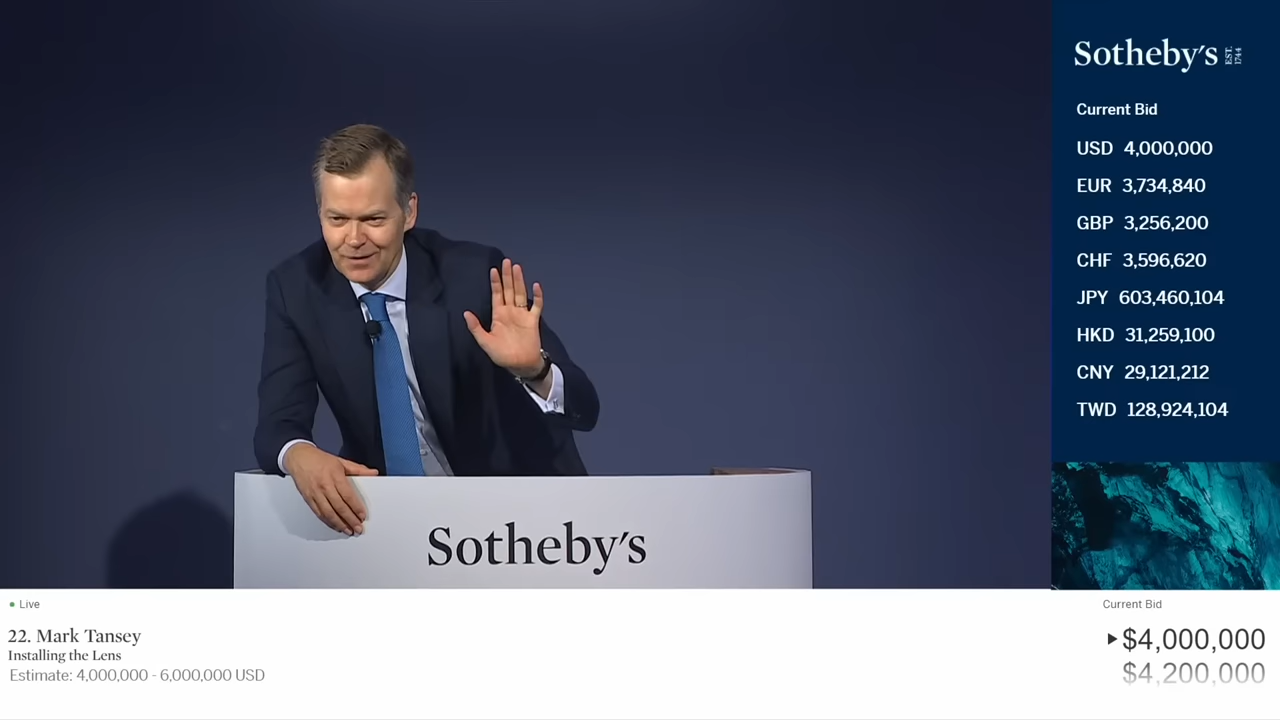 Sotheby's EST. 1744
Current Bid
USD 4,000,000
EUR 3,734,840
GBP 3,256,200
CHF 3,596,620
JPY 603,460,104
HKD 31,259,100
CNY 29,121,212
TWD 128,924,104
Sotheby's
Live
22. Mark Tansey
Installing the Lens
Estimate: 4,000,000 - 6,000,000 USD
Current Bid
$4,000,000
$4,200,000